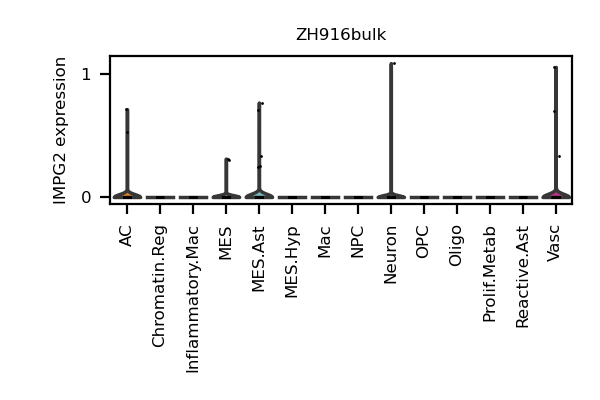 ZH916bulk
IMPG2 expression
1
0
AC
Chromatin.Reg
Inflammatory.Mac
MES
MES.Ast
MES.Hyp
Mac
NPC
Neuron
OPC
Oligo
Prolif.Metab
Reactive.Ast
Vasc